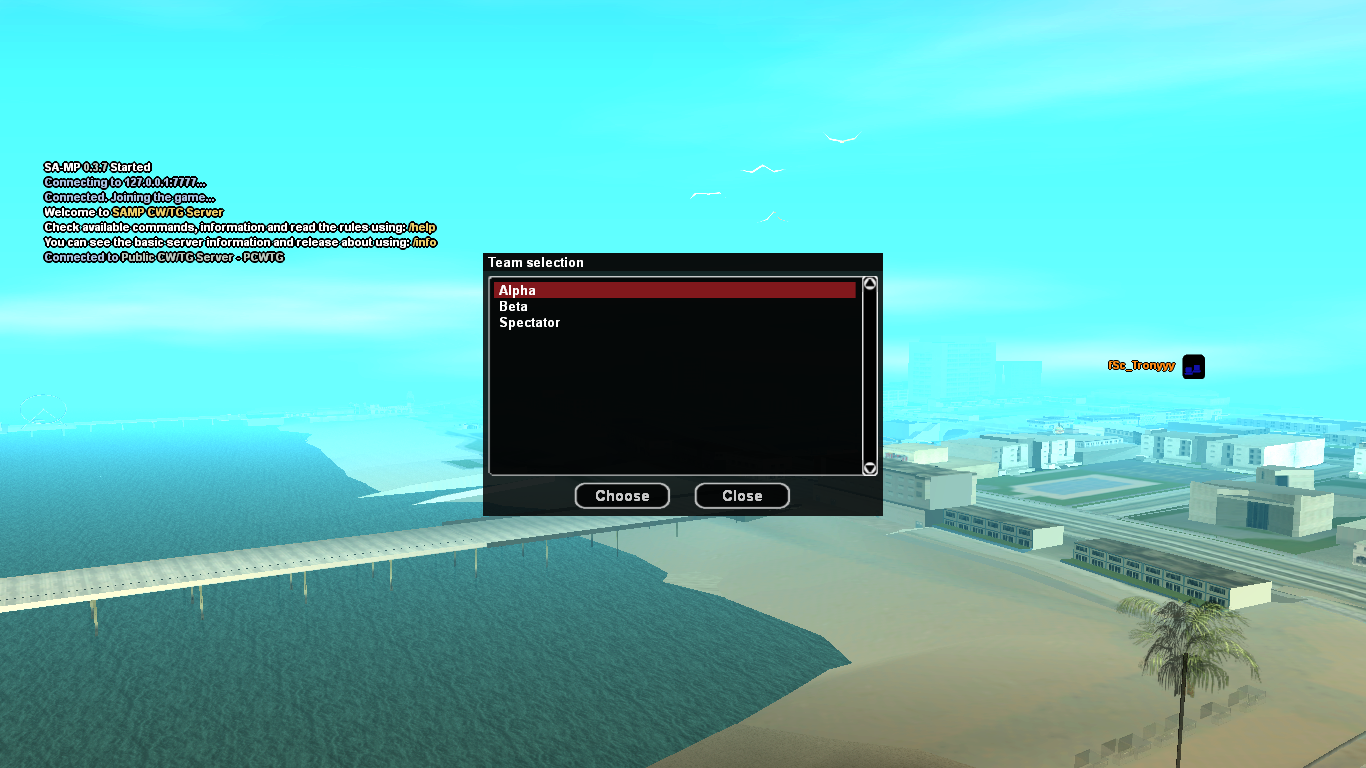 SA-MP 0.3.7 Started
Connecting to 127.0.0.1:7777...
Connected. Joining the game...
Welcome to SAMP CW/TG Server
Check available commands, information and read the rules using: /help
You can see the basic server information and release about using: /info
Connected to Public CW/TG Server - PCWTG
Team selection
Alpha
Beta
Spectator
fSc_Tronyyy
Choose
Close